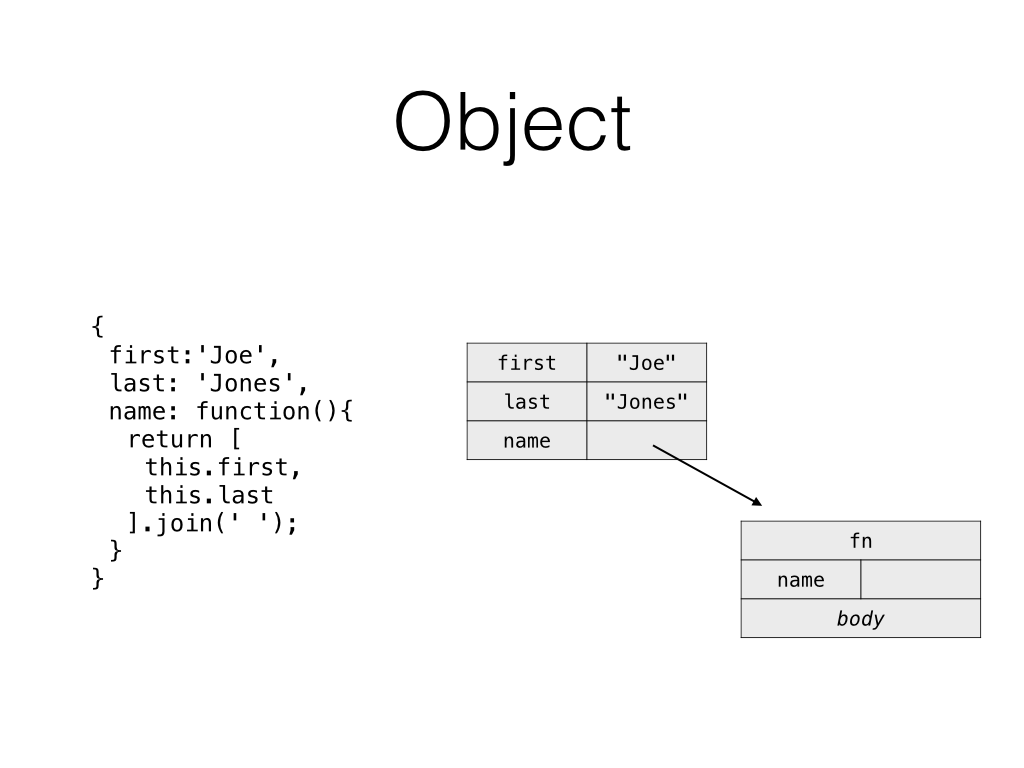 Object
{
first:'Joe',
last: 'Jones',
name: function(){
return [
this.first,
this.last
].join(' ');
}
}
first "Joe"
last "Jones"
name
fn
name
body